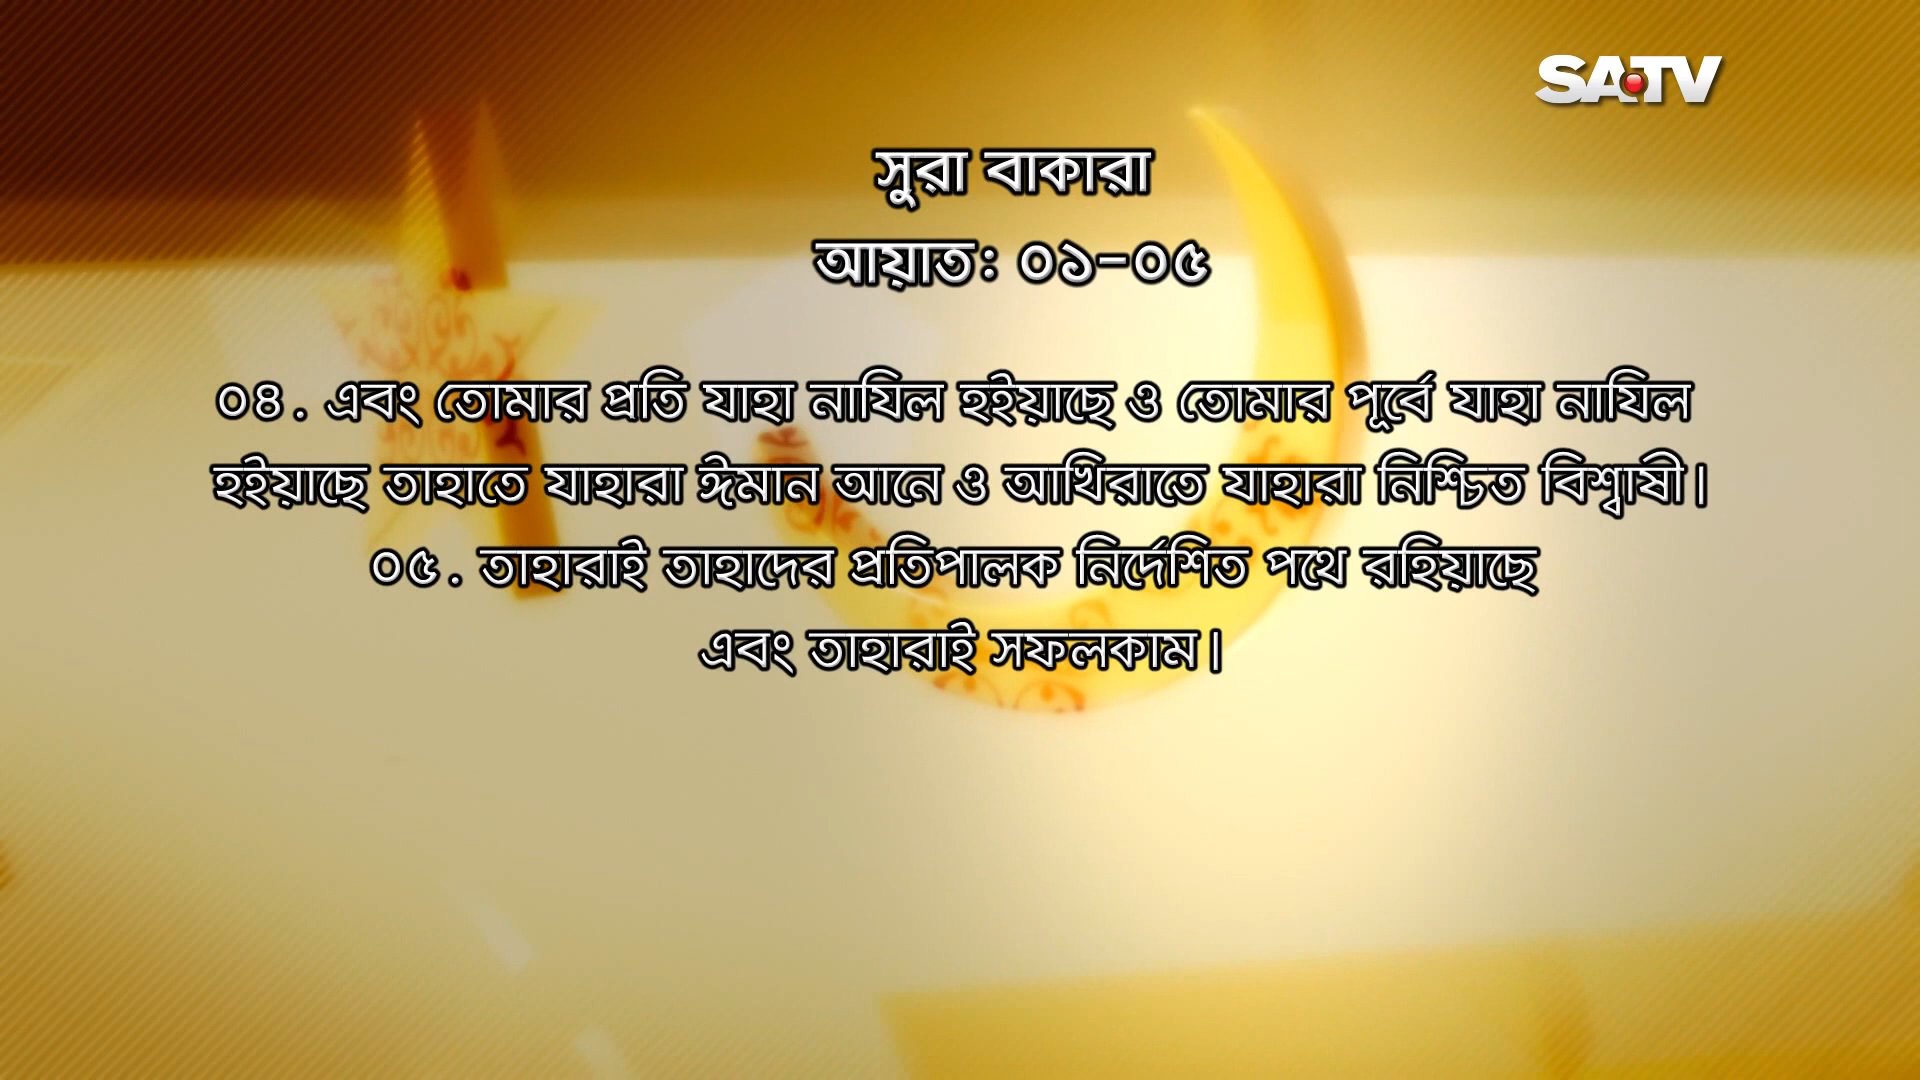 SATV
সুরা বাকারা
আয়াত: ০১-০৫
০৪. এবং তোমার প্রতি যাহা নাযিল হইয়াছে ও তোমার পূর্বে যাহা নাযিল
হইয়াছে তাহাতে যাহারা ঈমান আনে ও আখিরাতে যাহারা নিশ্চিত বিশ্বাষী।
০৫. তাহারাই তাহাদের প্রতিপালক নির্দেশিত পথে রহিয়াছে
এবং তাহারাই সফলকাম।